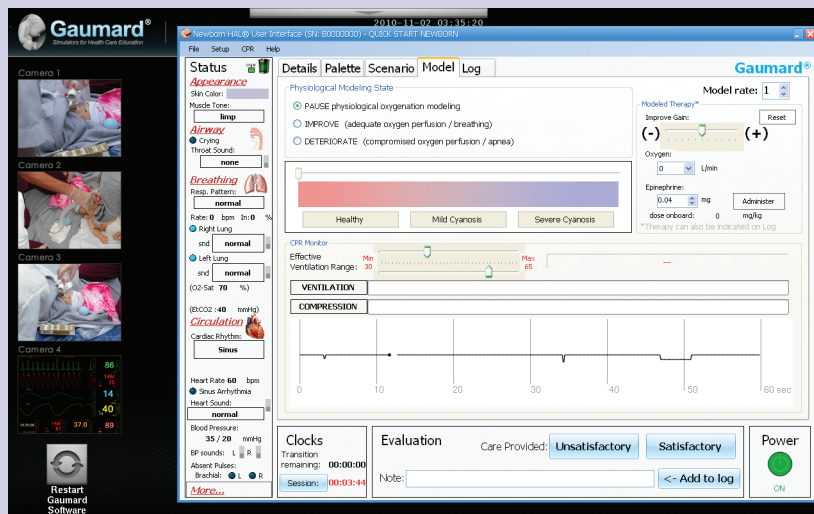 Gaumard®
Simulators for Health Care Education
2010-11-02 03:35:20
Newborn HAL® User Interface (SN: B0000000) - QUICK START NEWBORN
File Setup CPR Help
Camera 1
Camera 2
Camera 3
Camera 4
86
14
40
37.0
89
Restart
Gaumard
Software
Status
Appearance
Skin Color:
Muscle Tone:
limp
Airway
Crying
Throat Sound:
none
Breathing
Resp. Pattern:
normal
Rate: 0 bpm In: 0 %
Right Lung
snd normal
Left Lung
snd normal
(O2-Sat 70 %)
(EtCO2 :40 mmHg)
Circulation
Cardiac Rhythm:
Sinus
Heart Rate 60 bpm
Sinus Arrhythmia
Heart Sound:
normal
Blood Pressure:
35 / 20 mmHg
BP sounds: L R
Absent Pulses:
Brachial: L R
More...
Details Palette Scenario Model Log
Gaumard®
Physiological Modeling State
PAUSE physiological oxygenation modeling
IMPROVE (adequate oxygen perfusion / breathing)
DETERIORATE (compromised oxygen perfusion / apnea)
Healthy Mild Cyanosis Severe Cyanosis
Model rate: 1
Modeled Therapy*
Improve Gain: Reset
(-) (+)
Oxygen:
0 L/min
Epinephrine:
0.04 mg Administer
dose onboard: 0 mg/kg
*Therapy can also be indicated on Log
CPR Monitor
Effective
Ventilation Range:
Min
30
Max
65
--
VENTILATION
COMPRESSION
0 10 20 30 40 50 60 sec
Clocks
Transition
remaining: 00:00:00
Session: 00:03:44
Evaluation
Care Provided: Unsatisfactory Satisfactory
Note: <- Add to log
Power
ON